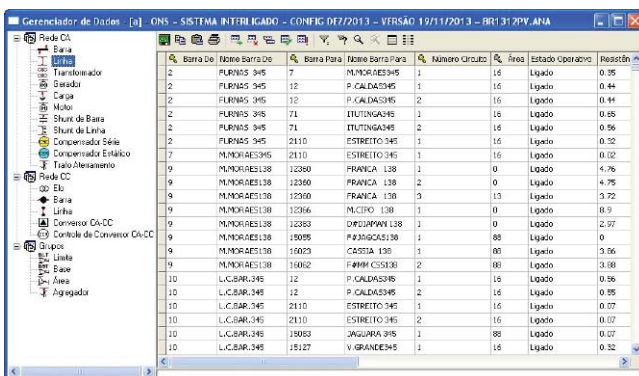 Gerenciador de Dados - [a] - ONS - SISTEMA INTERLIGADO - CONFIG DEZ/2013 - VERSÃO 19/11/2013 - BR1312PV.ANA
Rede CA
Barra
Linha
Transformador
Gerador
Carga
Motor
Shunt de Barra
Shunt de Linha
Compensador Série
Compensador Estático
Trafo Aterramento
Rede CC
Elo
Barra
Linha
Conversor CA-CC
Controle de Conversor CA-CC
Grupos
Limite
Base
Área
Agregador
Barra De Nome Barra De Barra Para Nome Barra Para Número Circuito Área Estado Operativo Resistên
2 FURNAS 345 7 M.MORAES345 1 16 Ligado 0.35
2 FURNAS 345 12 P.CALDAS345 1 16 Ligado 0.44
2 FURNAS 345 12 P.CALDAS345 2 16 Ligado 0.44
2 FURNAS 345 71 ITUTINGA345 1 16 Ligado 0.65
2 FURNAS 345 71 ITUTINGA345 2 16 Ligado 0.56
2 FURNAS 345 2110 ESTREITO 345 1 16 Ligado 0.32
7 M.MORAES345 2110 ESTREITO 345 1 16 Ligado 0.02
9 M.MORAES138 12360 FRANCA 138 1 0 Ligado 4.76
9 M.MORAES138 12360 FRANCA 138 2 0 Ligado 4.75
9 M.MORAES138 12360 FRANCA 138 3 13 Ligado 3.72
9 M.MORAES138 12366 M.CIPO 138 1 0 Ligado 8.9
9 M.MORAES138 12383 D#DIAMAN 138 1 0 Ligado 2.97
9 M.MORAES138 15055 1 88 Ligado 0
9 M.MORAES138 16023 CASSIA 138 1 88 Ligado 3.86
9 M.MORAES138 16062 F#MM CSS138 2 88 Ligado 3.88
10 L.C.BAR.345 12 P.CALDAS345 1 16 Ligado 0.56
10 L.C.BAR.345 12 P.CALDAS345 2 16 Ligado 0.55
10 L.C.BAR.345 2110 ESTREITO 345 1 16 Ligado 0.07
10 L.C.BAR.345 2110 ESTREITO 345 2 16 Ligado 0.07
10 L.C.BAR.345 15083 JAGUARA 345 1 88 Ligado 0.07
10 L.C.BAR.345 15127 V.GRANDE345 1 16 Ligado 0.32